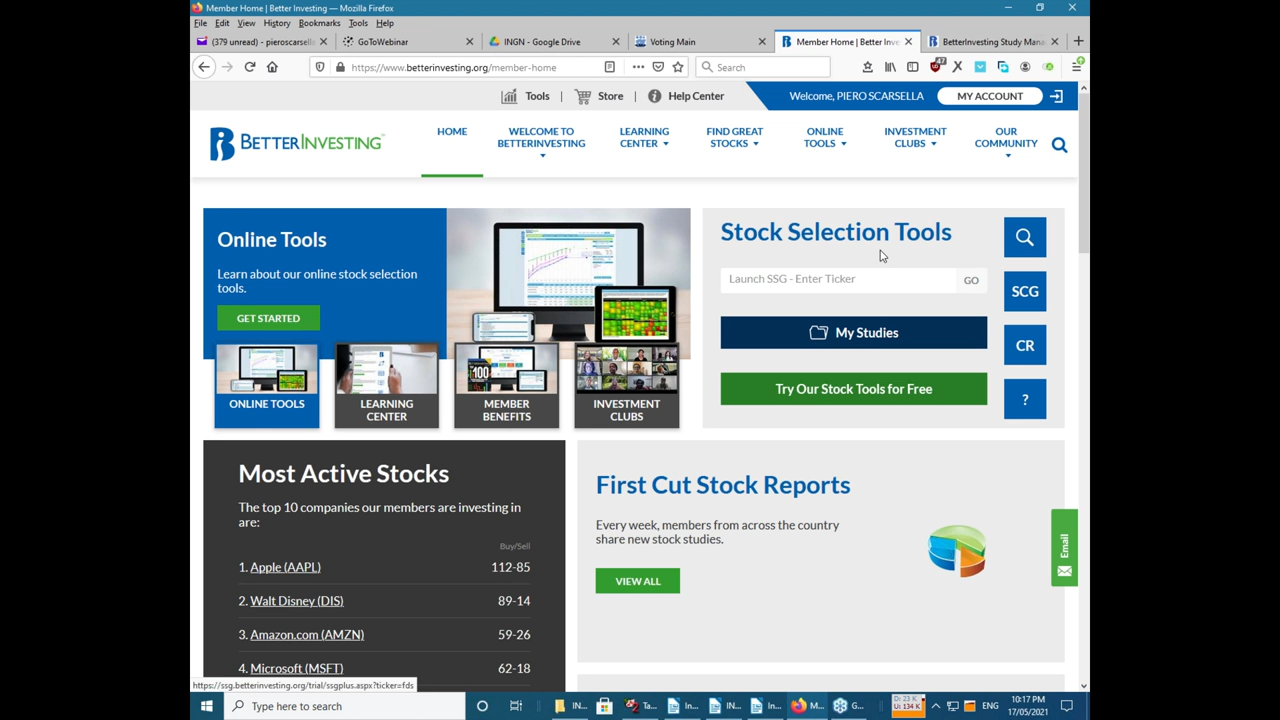 Member Home | Better Investing — Mozilla Firefox
File Edit View History Bookmarks Tools Help
(379 unread) - pieroscarsell
GoToWebinar
INGN - Google Drive
Voting Main
Member Home | Better Inve
BetterInvesting Study Mana
https://www.betterinvesting.org/member-home
Search
Tools | Store | Help Center
Welcome, PIERO SCARSELLA
MY ACCOUNT
BETTERINVESTING
HOME
WELCOME TO
BETTERINVESTING
LEARNING
CENTER
FIND GREAT
STOCKS
ONLINE
TOOLS
INVESTMENT
CLUBS
OUR
COMMUNITY
Online Tools
Learn about our online stock selection
tools.
GET STARTED
ONLINE TOOLS
LEARNING
CENTER
100
MEMBER
BENEFITS
INVESTMENT
CLUBS
Stock Selection Tools
Launch SSG - Enter Ticker
GO
My Studies
Try Our Stock Tools for Free
SCG
CR
?
Most Active Stocks
The top 10 companies our members are investing in
are:
Buy/Sell
1. Apple (AAPL) 112-85
2. Walt Disney (DIS) 89-14
3. Amazon.com (AMZN) 59-26
4. Microsoft (MSFT) 62-18
First Cut Stock Reports
Every week, members from across the country
share new stock studies.
VIEW ALL
Email
https://ssg.betterinvesting.org/trial/ssgplus.aspx?ticker=fds
Type here to search
IN...
Ta...
In...
IN...
In...
M...
G...
D: 23 K
U: 134 K
ENG
10:17 PM
17/05/2021